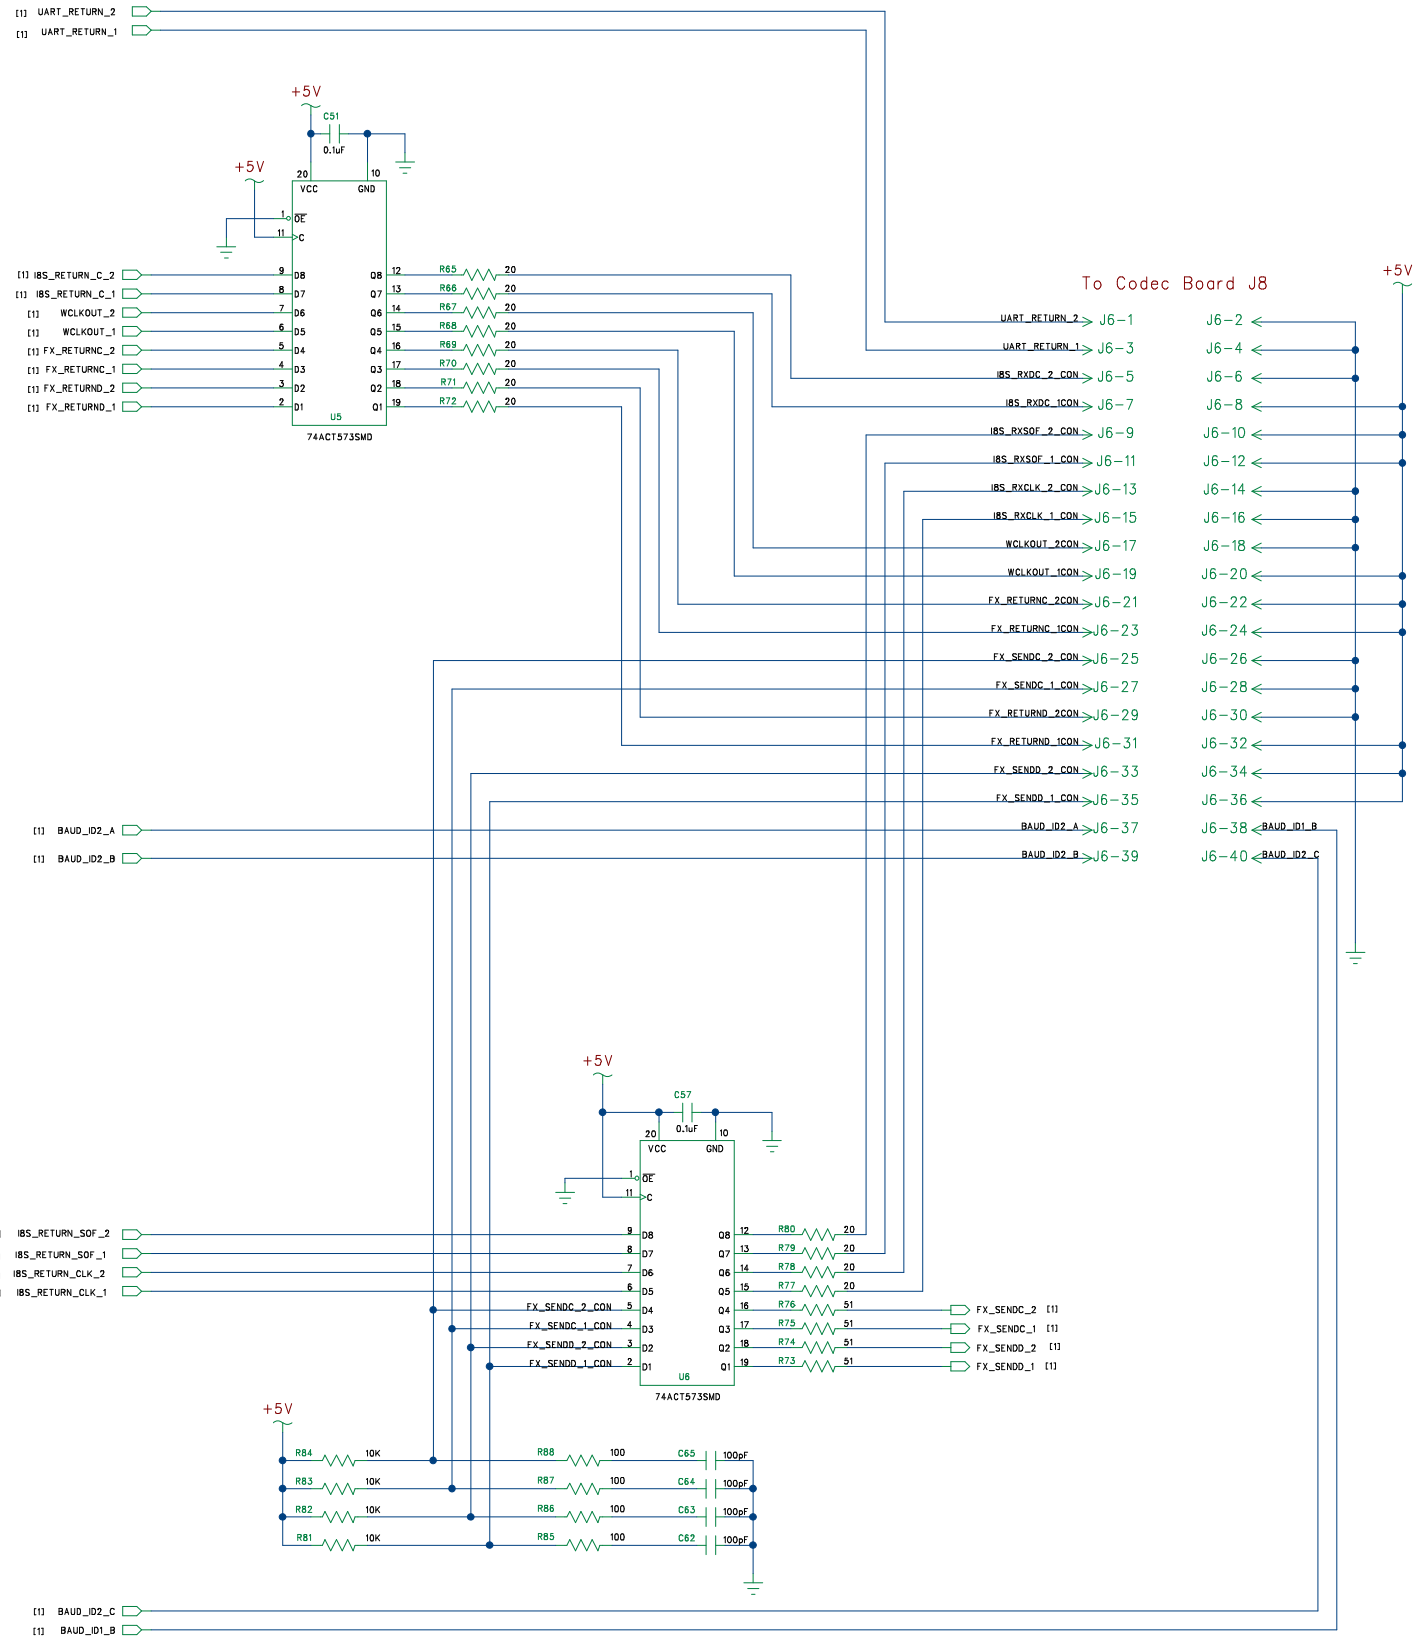 [1] UART_RETURN_2
[1] UART_RETURN_1
+5V
C51
0.1uF
+5V
20 10
VCC GND
1 OE
11 C
[1] I8S_RETURN_C_2 9 D8 Q8 12 R65 20
[1] I8S_RETURN_C_1 8 D7 Q7 13 R66 20
[1] WCLKOUT_2 7 D6 Q6 14 R67 20
[1] WCLKOUT_1 6 D5 Q5 15 R68 20
[1] FX_RETURNC_2 5 D4 Q4 16 R69 20
[1] FX_RETURNC_1 4 D3 Q3 17 R70 20
[1] FX_RETURND_2 3 D2 Q2 18 R71 20
[1] FX_RETURND_1 2 D1 Q1 19 R72 20
U5
74ACT573SMD
To Codec Board J8
+5V
UART_RETURN_2 J6-1 J6-2
UART_RETURN_1 J6-3 J6-4
I8S_RXDC_2_CON J6-5 J6-6
I8S_RXDC_1CON J6-7 J6-8
I8S_RXSOF_2_CON J6-9 J6-10
I8S_RXSOF_1_CON J6-11 J6-12
I8S_RXCLK_2_CON J6-13 J6-14
I8S_RXCLK_1_CON J6-15 J6-16
WCLKOUT_2CON J6-17 J6-18
WCLKOUT_1CON J6-19 J6-20
FX_RETURNC_2CON J6-21 J6-22
FX_RETURNC_1CON J6-23 J6-24
FX_SENDC_2_CON J6-25 J6-26
FX_SENDC_1_CON J6-27 J6-28
FX_RETURND_2CON J6-29 J6-30
FX_RETURND_1CON J6-31 J6-32
FX_SENDD_2_CON J6-33 J6-34
FX_SENDD_1_CON J6-35 J6-36
[1] BAUD_ID2_A BAUD_ID2_A J6-37 J6-38 BAUD_ID1_B
[1] BAUD_ID2_B BAUD_ID2_B J6-39 J6-40 BAUD_ID2_C
+5V
C57
0.1uF
20 10
VCC GND
1 OE
11 C
I8S_RETURN_SOF_2 9 D8 Q8 12 R80 20
I8S_RETURN_SOF_1 8 D7 Q7 13 R79 20
I8S_RETURN_CLK_2 7 D6 Q6 14 R78 20
I8S_RETURN_CLK_1 6 D5 Q5 15 R77 20
FX_SENDC_2_CON 5 D4 Q4 16 R76 51 FX_SENDC_2 [1]
FX_SENDC_1_CON 4 D3 Q3 17 R75 51 FX_SENDC_1 [1]
FX_SENDD_2_CON 3 D2 Q2 18 R74 51 FX_SENDD_2 [1]
FX_SENDD_1_CON 2 D1 Q1 19 R73 51 FX_SENDD_1 [1]
U6
74ACT573SMD
+5V
R84 10K R88 100 C65 100pF
R83 10K R87 100 C64 100pF
R82 10K R86 100 C63 100pF
R81 10K R85 100 C62 100pF
[1] BAUD_ID2_C
[1] BAUD_ID1_B